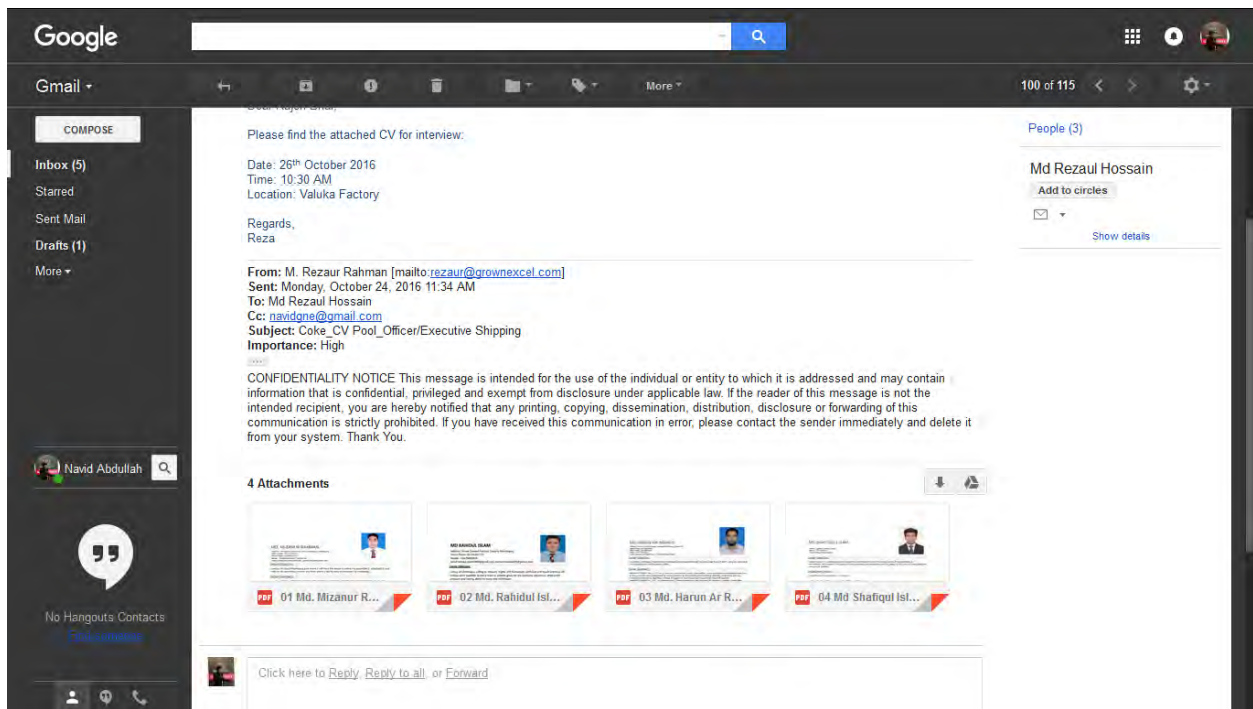 Google
Gmail
More
100 of 115
COMPOSE
Inbox (5)
Starred
Sent Mail
Drafts (1)
More
Please find the attached CV for interview:
Date: 26th October 2016
Time: 10:30 AM
Location: Valuka Factory
Regards,
Reza
From: M. Rezaur Rahman [mailto:rezaur@grownexcel.com]
Sent: Monday, October 24, 2016 11:34 AM
To: Md Rezaul Hossain
Cc: navidgne@gmail.com
Subject: Coke_CV Pool_Officer/Executive Shipping
Importance: High
CONFIDENTIALITY NOTICE This message is intended for the use of the individual or entity to which it is addressed and may contain
information that is confidential, privileged and exempt from disclosure under applicable law. If the reader of this message is not the
intended recipient, you are hereby notified that any printing, copying, dissemination, distribution, disclosure or forwarding of this
communication is strictly prohibited. If you have received this communication in error, please contact the sender immediately and delete it
from your system. Thank You.
People (3)
Md Rezaul Hossain
Add to circles
Show details
Navid Abdullah
No Hangouts Contacts
4 Attachments
MD RAHIDUL ISLAM
PDF 01 Md. Mizanur R...
PDF 02 Md. Rahidul Isl...
PDF 03 Md. Harun Ar R...
PDF 04 Md Shafiqul Isl...
Click here to Reply, Reply to all, or Forward